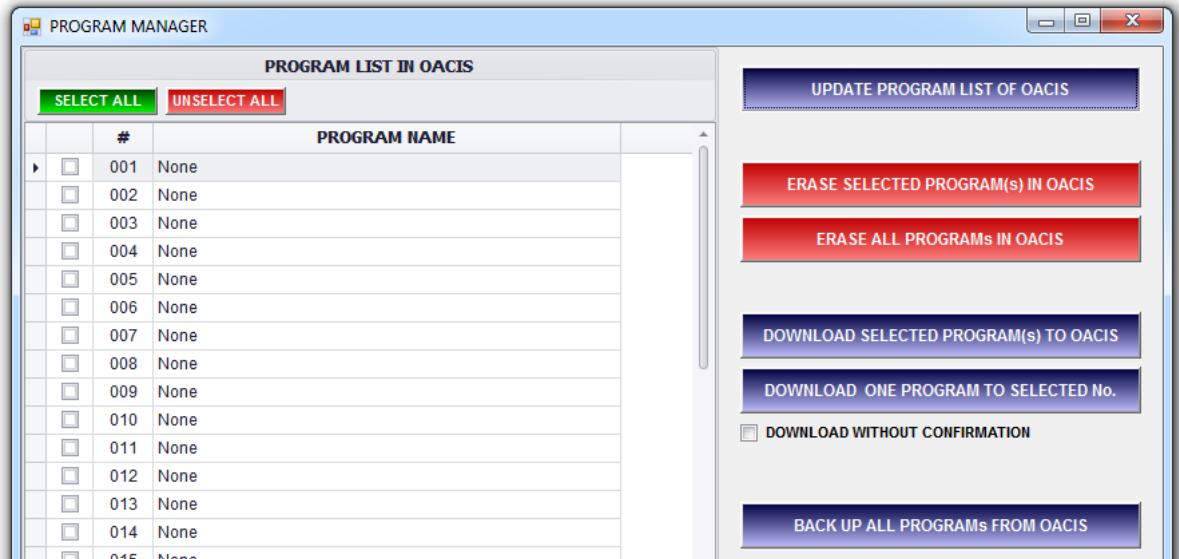 PROGRAM MANAGER
PROGRAM LIST IN OACIS
SELECT ALL UNSELECT ALL
# PROGRAM NAME
001 None
002 None
003 None
004 None
005 None
006 None
007 None
008 None
009 None
010 None
011 None
012 None
013 None
014 None
015 None
UPDATE PROGRAM LIST OF OACIS
ERASE SELECTED PROGRAM(s) IN OACIS
ERASE ALL PROGRAMs IN OACIS
DOWNLOAD SELECTED PROGRAM(s) TO OACIS
DOWNLOAD ONE PROGRAM TO SELECTED No.
DOWNLOAD WITHOUT CONFIRMATION
BACK UP ALL PROGRAMs FROM OACIS